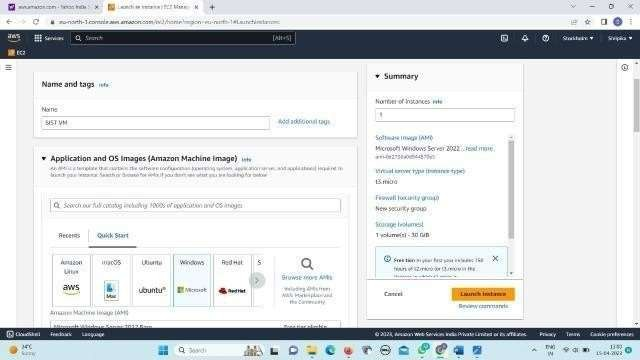 aws.amazon.com - Yahoo India
Launch an instance | EC2 Manag
eu-north-1.console.aws.amazon.com/ec2/home?region=eu-north-1#LaunchInstances:
aws
Services
Search
[Alt+S]
Stockholm
Shilpika
EC2
Name and tags Info
Name
SIST VM
Add additional tags
Application and OS Images (Amazon Machine Image) Info
An AMI is a template that contains the software configuration (operating system, application server, and applications) required to
launch your instance. Search or Browse for AMIs if you don't see what you are looking for below
Search our full catalog including 1000s of application and OS images
Recents
Quick Start
Amazon
Linux
aws
macOS
Mac
Ubuntu
ubuntu
Windows
Microsoft
Red Hat
Red Hat
S
Browse more AMIs
Including AMIs from
AWS, Marketplace and
the Community
Amazon Machine Image (AMI)
Microsoft Windows Server 2022 Base
Free tier eligible
Summary
Number of instances Info
1
Software Image (AMI)
Microsoft Windows Server 2022 ...read more
Virtual server type (instance type)
t3.micro
Firewall (security group)
New security group
Storage (volumes)
1 volume(s) - 30 GiB
Free tier: In your first year includes 750
hours of t2.micro (or t3.micro in the
Cancel
Launch instance
Review commands
CloudShell
Feedback
Language
© 2023, Amazon Web Services India Private Limited or its affiliates.
Privacy
Terms
Cookie preferences
24°C
Sunny
Search
ENG
IN
15-04-2023